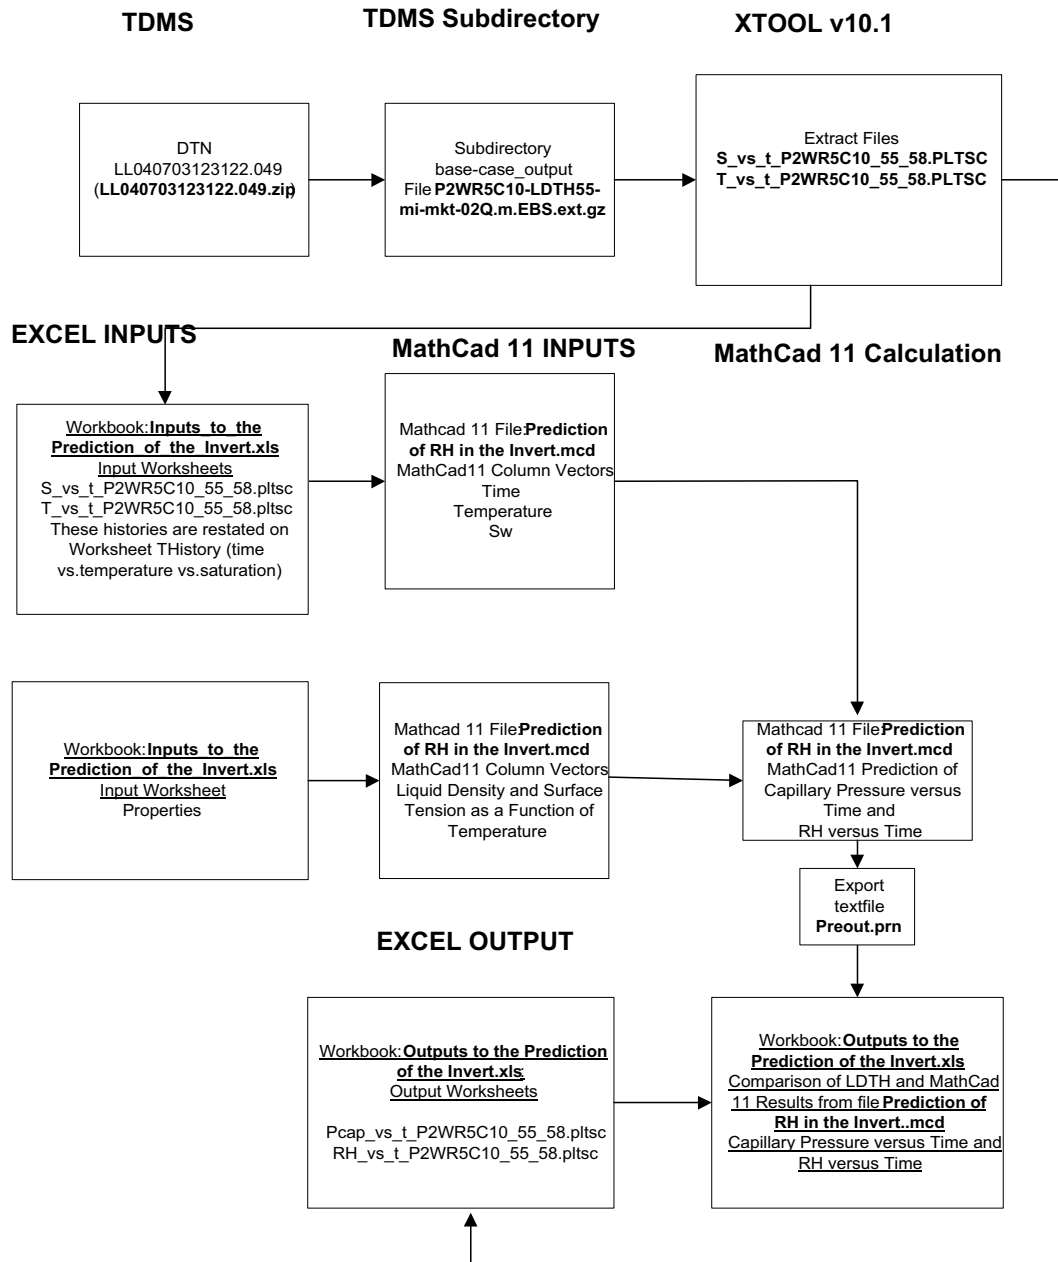 TDMS
TDMS Subdirectory
XTOOL v10.1
DTN
LL040703123122.049
(LL040703123122.049.zip)
Subdirectory
base-case_output
File P2WR5C10-LDTH55-
mi-mkt-02Q.m.EBS.ext.gz
Extract Files
S_vs_t_P2WR5C10_55_58.PLTSC
T_vs_t_P2WR5C10_55_58.PLTSC
EXCEL INPUTS
MathCad 11 INPUTS
MathCad 11 Calculation
Workbook:Inputs_to_the
Prediction_of_the_Invert.xls
Input Worksheets
S_vs_t_P2WR5C10_55_58.pltsc
T_vs_t_P2WR5C10_55_58.pltsc
These histories are restated on
Worksheet THistory (time
vs.temperature vs.saturation)
Mathcad 11 File:Prediction
of RH in the Invert.mcd
MathCad11 Column Vectors
Time
Temperature
Sw
Workbook:Inputs_to_the
Prediction_of_the_Invert.xls
Input Worksheet
Properties
Mathcad 11 File:Prediction
of RH in the Invert.mcd
MathCad11 Column Vectors
Liquid Density and Surface
Tension as a Function of
Temperature
Mathcad 11 File:Prediction
of RH in the Invert.mcd
MathCad11 Prediction of
Capillary Pressure versus
Time and
RH versus Time
Export
textfile
Preout.prn
EXCEL OUTPUT
Workbook:Outputs to the Prediction
of the Invert.xls;
Output Worksheets
Pcap_vs_t_P2WR5C10_55_58.pltsc
RH_vs_t_P2WR5C10_55_58.pltsc
Workbook:Outputs to the
Prediction of the Invert.xls
Comparison of LDTH and MathCad
11 Results from file Prediction of
RH in the Invert..mcd
Capillary Pressure versus Time and
RH versus Time